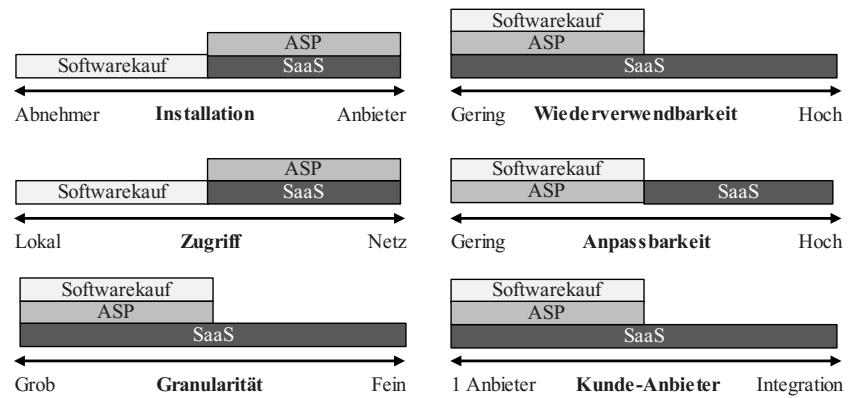 ASP
Softwarekauf SaaS
Abnehmer Installation Anbieter
Softwarekauf
ASP
SaaS
Gering Wiederverwendbarkeit Hoch
ASP
Softwarekauf SaaS
Lokal Zugriff Netz
Softwarekauf
ASP SaaS
Gering Anpassbarkeit Hoch
Softwarekauf
ASP
SaaS
Grob Granularität Fein
Softwarekauf
ASP
SaaS
1 Anbieter Kunde-Anbieter Integration